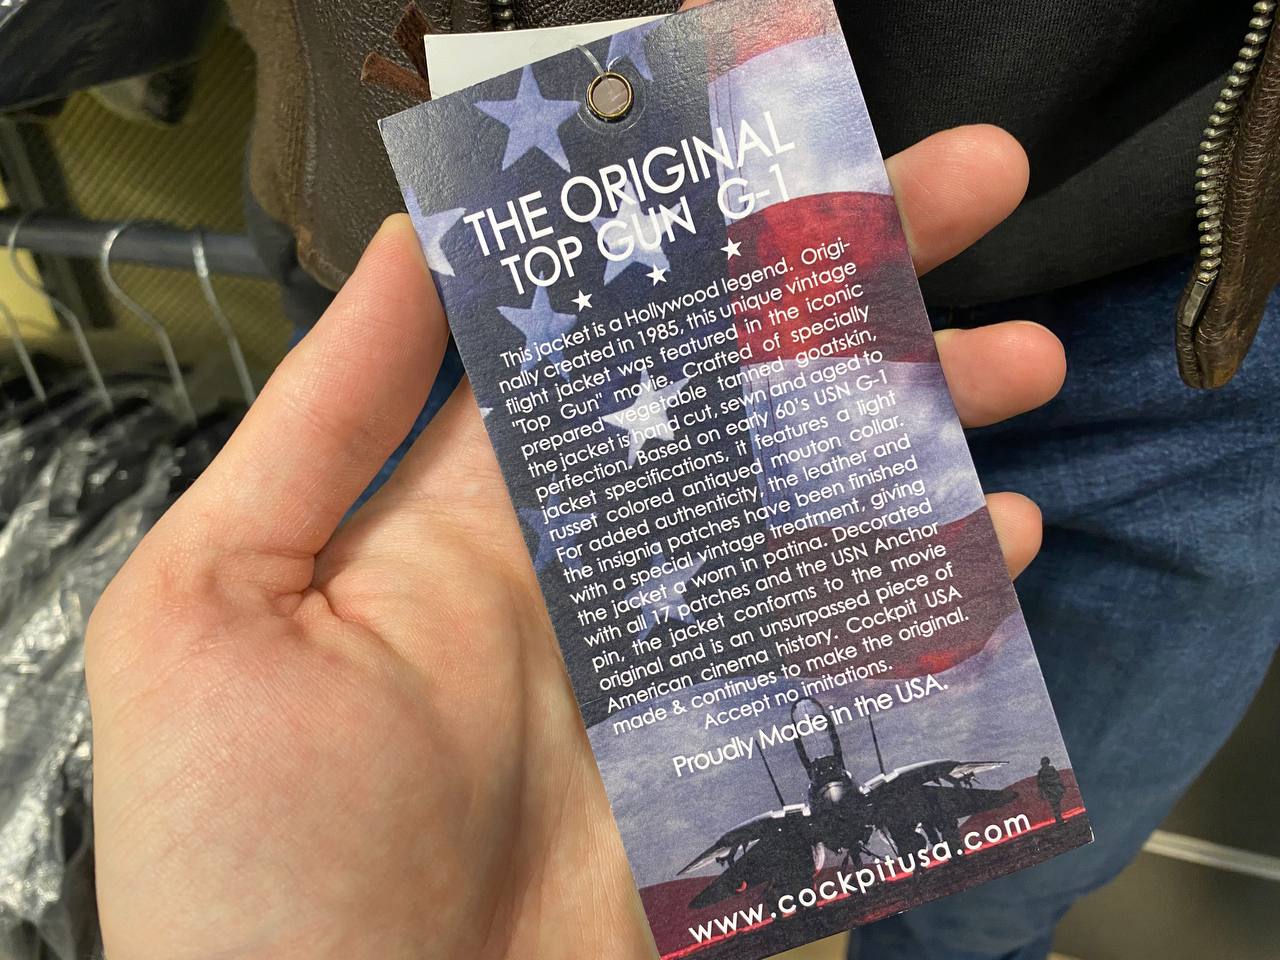 THE ORIGINAL
TOP GUN G-1
This jacket is a Hollywood legend. Origi-
nally created in 1985, this unique vintage
flight jacket was featured in the iconic
"Top Gun" movie. Crafted of specially
prepared vegetable tanned goatskin,
the jacket is hand cut, sewn and aged to
perfection. Based on early 60's USN G-1
jacket specifications, it features a light
russet colored antiqued mouton collar.
For added authenticity, the leather and
the insignia patches have been finished
with a special vintage treatment, giving
the jacket a worn in patina. Decorated
with all 17 patches and the USN Anchor
pin, the jacket conforms to the movie
original and is an unsurpassed piece of
American cinema history. Cockpit USA
made & continues to make the original.
Accept no imitations.
Proudly Made in the USA.
www.cockpitusa.com